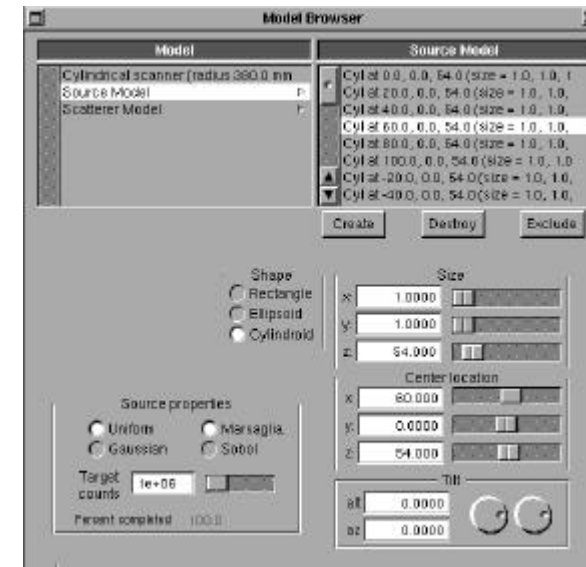 Model Browser
Model
Source Model
Cylindrical scanner (radius 380.0 mm
Source Model
Scatterer Model
Cyl at 0.0, 0.0, 54.0 (size = 1.0, 1.0, 1
Cyl at 20.0, 0.0, 54.0 (size = 1.0, 1.0,
Cyl at 40.0, 0.0, 54.0 (size = 1.0, 1.0,
Cyl at 60.0, 0.0, 54.0 (size = 1.0, 1.0,
Cyl at 80.0, 0.0, 54.0 (size = 1.0, 1.0,
Cyl at 100.0, 0.0, 54.0 (size = 1.0, 1.0
Cyl at -20.0, 0.0, 54.0 (size = 1.0, 1.0,
Cyl at -40.0, 0.0, 54.0 (size = 1.0, 1.0,
Create
Destroy
Exclude
Shape
Rectangle
Ellipsoid
Cylindroid
Size
x: 1.0000
y: 1.0000
z: 54.000
Center location
x: 60.000
y: 0.0000
z: 54.000
Source properties
Uniform
Marsaglia
Gaussian
Sobol
Target counts
1e+06
Percent completed 100.0
Tilt
alt 0.0000
az 0.0000